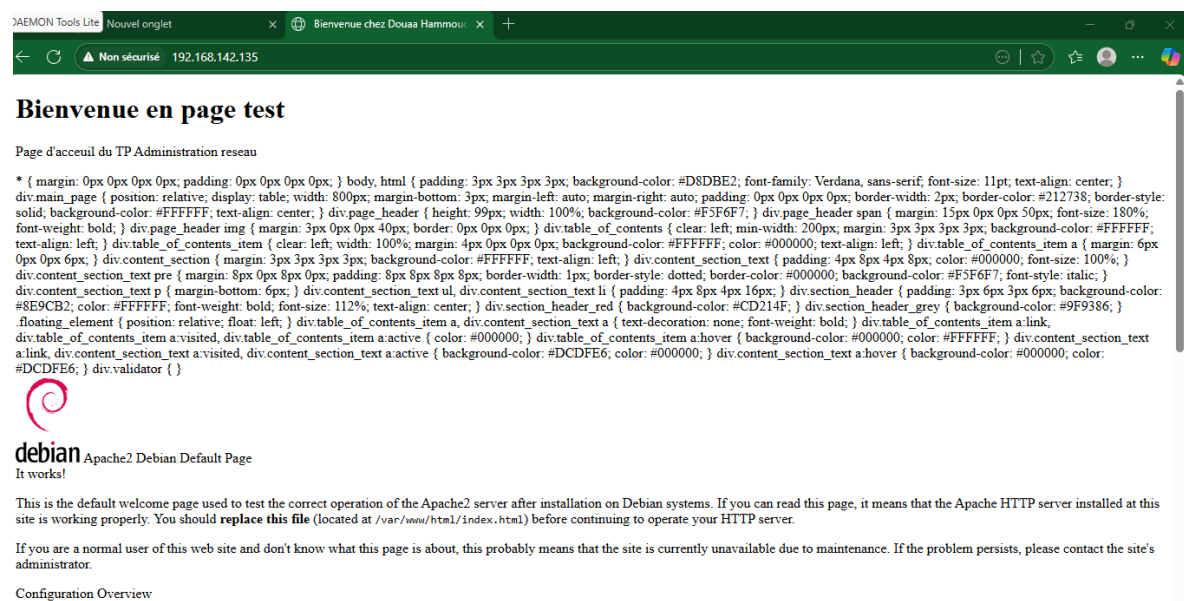 DAEMON Tools Lite
Nouvel onglet
Bienvenue chez Douaa Hammouc
Non sécurisé 192.168.142.135
Bienvenue en page test
Page d'acceuil du TP Administration reseau
* { margin: 0px 0px 0px 0px; padding: 0px 0px 0px 0px; } body, html { padding: 3px 3px 3px 3px; background-color: #D8DBE2; font-family: Verdana, sans-serif; font-size: 11pt; text-align: center; }
div.main_page { position: relative; display: table; width: 800px; margin-bottom: 3px; margin-left: auto; margin-right: auto; padding: 0px 0px 0px 0px; border-width: 2px; border-color: #212738; border-style:
solid; background-color: #FFFFFF; text-align: center; } div.page_header { height: 99px; width: 100%; background-color: #F5F6F7; } div.page_header span { margin: 15px 0px 0px 50px; font-size: 180%;
font-weight: bold; } div.page_header img { margin: 3px 0px 0px 40px; border: 0px 0px 0px; } div.table_of_contents { clear: left; min-width: 200px; margin: 3px 3px 3px 3px; background-color: #FFFFFF;
text-align: left; } div.table_of_contents_item { clear: left; width: 100%; margin: 4px 0px 0px 0px; background-color: #FFFFFF; color: #000000; text-align: left; } div.table_of_contents_item a { margin: 6px
0px 0px 6px; } div.content_section { margin: 3px 3px 3px 3px; background-color: #FFFFFF; text-align: left; } div.content_section_text { padding: 4px 8px 4px 8px; color: #000000; font-size: 100%; }
div.content_section_text pre { margin: 8px 0px 8px 0px; padding: 8px 8px 8px 8px; border-width: 1px; border-style: dotted; border-color: #000000; background-color: #F5F6F7; font-style: italic; }
div.content_section_text p { margin-bottom: 6px; } div.content_section_text ul, div.content_section_text li { padding: 4px 8px 4px 16px; } div.section_header { padding: 3px 6px 3px 6px; background-color:
#8E9CB2; color: #FFFFFF; font-weight: bold; font-size: 112%; text-align: center; } div.section_header_red { background-color: #CD214F; } div.section_header_grey { background-color: #9F9386; }
.floating_element { position: relative; float: left; } div.table_of_contents_item a, div.content_section_text a { text-decoration: none; font-weight: bold; } div.table_of_contents_item a:link,
div.table_of_contents_item a:visited, div.table_of_contents_item a:active { color: #000000; } div.table_of_contents_item a:hover { background-color: #000000; color: #FFFFFF; } div.content_section_text
a:link, div.content_section_text a:visited, div.content_section_text a:active { background-color: #DCDFE6; color: #000000; } div.content_section_text a:hover { background-color: #000000; color:
#DCDFE6; } div.validator { }
debian Apache2 Debian Default Page
It works!
This is the default welcome page used to test the correct operation of the Apache2 server after installation on Debian systems. If you can read this page, it means that the Apache HTTP server installed at this
site is working properly. You should replace this file (located at /var/www/html/index.html) before continuing to operate your HTTP server.
If you are a normal user of this web site and don't know what this page is about, this probably means that the site is currently unavailable due to maintenance. If the problem persists, please contact the site's
administrator.
Configuration Overview